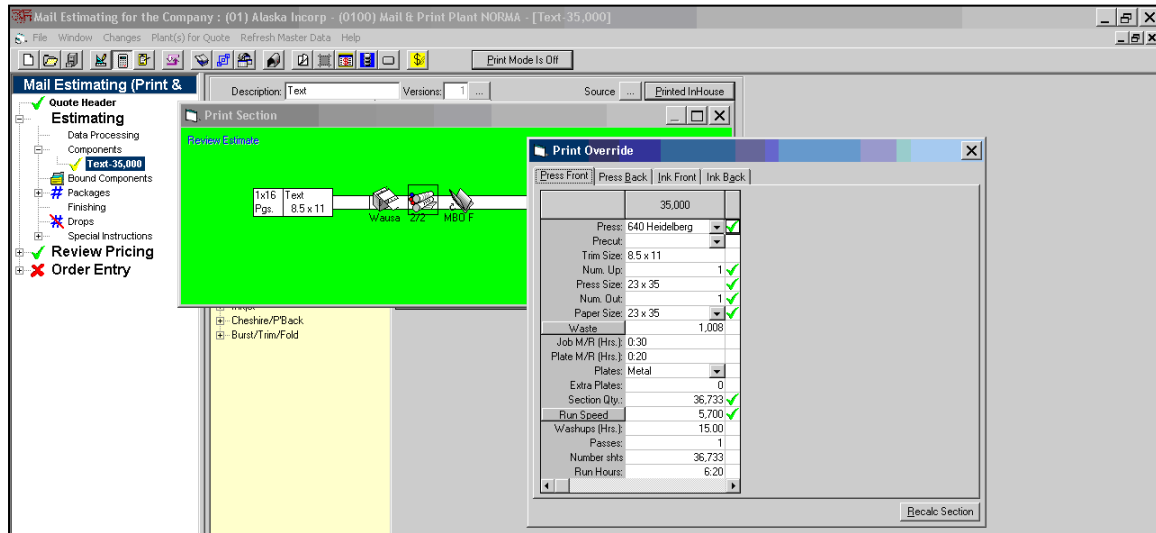 Mail Estimating for the Company : (01) Alaska Incorp - (0100) Mail & Print Plant NORMA - [Text-35,000]
File Window Changes Plant(s) for Quote Refresh Master Data Help
Print Mode Is Off
Mail Estimating (Print &
Quote Header
Estimating
Data Processing
Components
Text-35,000
Bound Components
Packages
Finishing
Drops
Special Instructions
Review Pricing
Order Entry
Description: Text Versions: 1 ... Source ... Printed InHouse
Print Section
Review Estimate
1x16 Text
Pgs. 8.5 x 11
Wausa 2/2 MBO F
Cheshire/P'Back
Burst/Trim/Fold
Print Override
Press Front Press Back Ink Front Ink Back
35,000
Press: 640 Heidelberg
Precut:
Trim Size: 8.5 x 11
Num. Up: 1
Press Size: 23 x 35
Num. Out: 1
Paper Size: 23 x 35
Waste 1,008
Job M/R (Hrs.): 0:30
Plate M/R (Hrs.): 0:20
Plates: Metal
Extra Plates: 0
Section Qty.: 36,733
Run Speed 5,700
Washups (Hrs.): 15.00
Passes: 1
Number shts 36,733
Run Hours: 6:20
Recalc Section